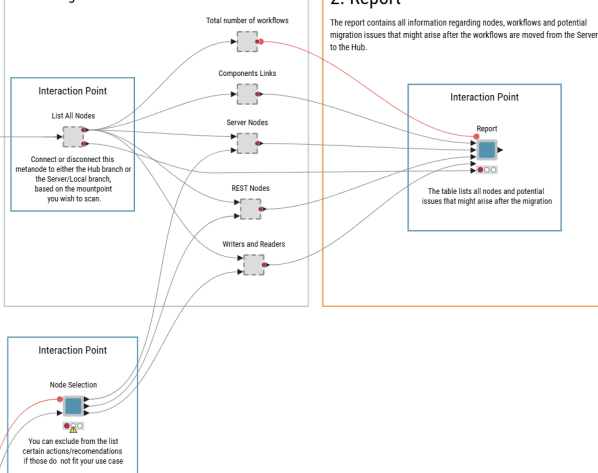 Total number of workflows
Components Links
Server Nodes
REST Nodes
Writers and Readers
Interaction Point
List All Nodes
Connect or disconnect this
metanode to either the Hub branch or
the Server/Local branch,
based on the mountpoint
you wish to scan.
2. Report
The report contains all information regarding nodes, workflows and potential
migration issues that might arise after the workflows are moved from the Server
to the Hub.
Interaction Point
Report
The table lists all nodes and potential
issues that might arise after the migration
Interaction Point
Node Selection
You can exclude from the list
certain actions/recomendations
if those do not fit your use case